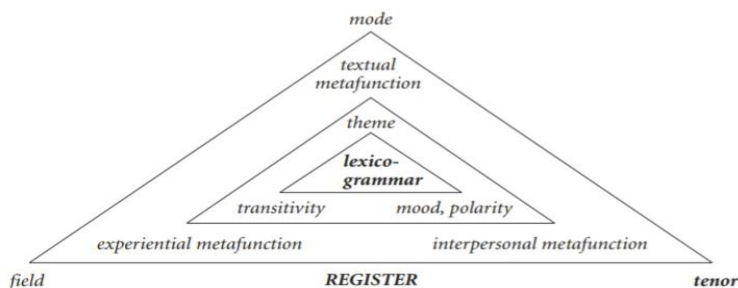 mode
textual
metafunction
theme
lexico-
grammar
transitivity mood, polarity
experiential metafunction interpersonal metafunction
field REGISTER tenor